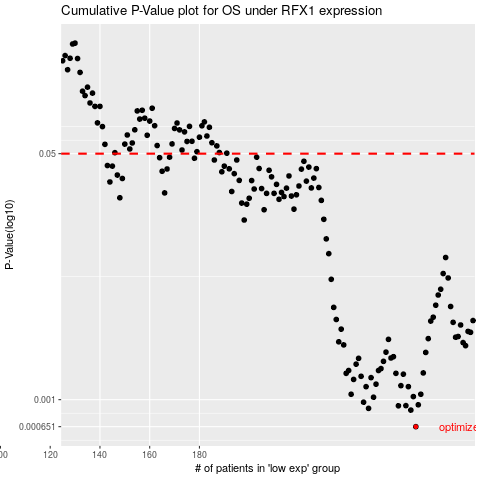 Cumulative P-Value plot for OS under RFX1 expression
P-Value(log10)
0.05
0.001
0.000651
optimize
00 120 140 160 180
# of patients in 'low exp' group